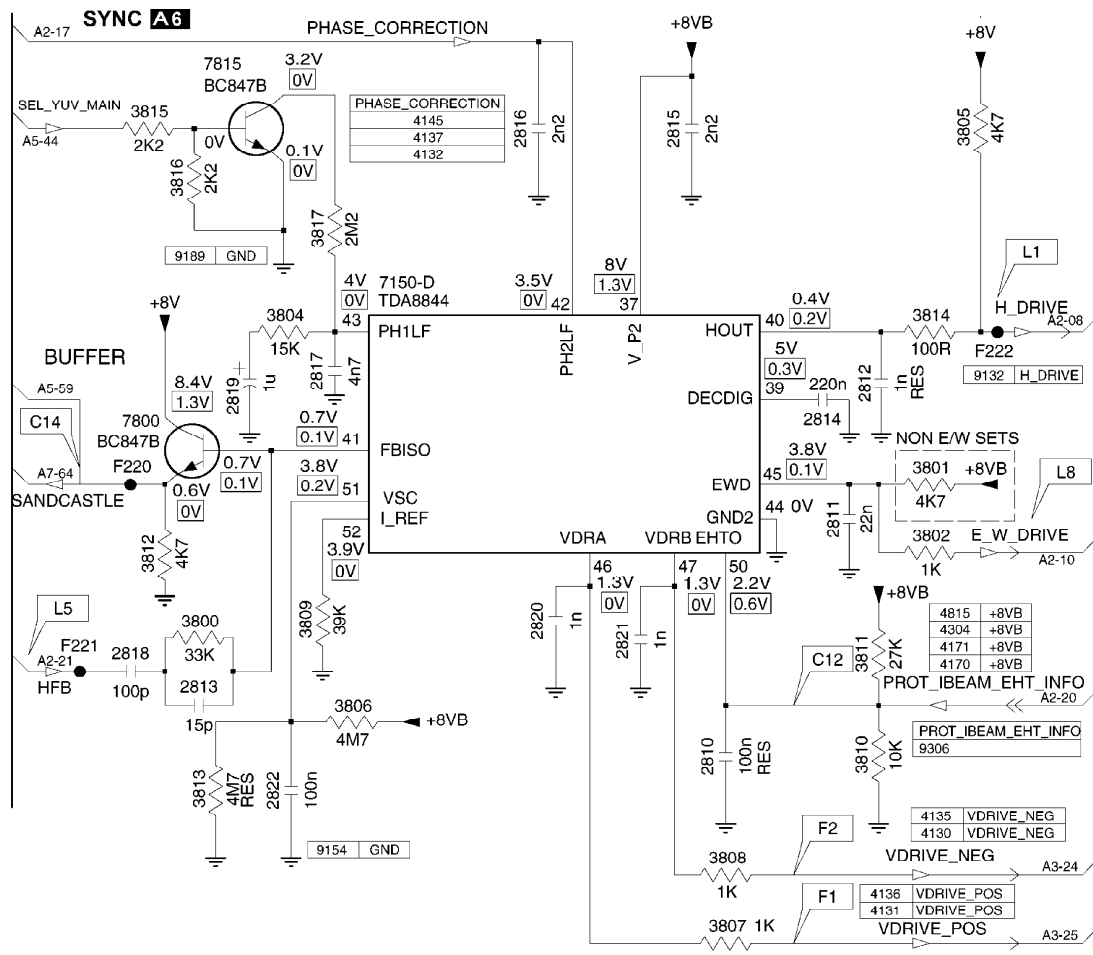 SYNC A6
A2-17
PHASE_CORRECTION
+8VB
+8V
7815
BC847B
3.2V
0V
SEL_YUV_MAIN
A5-44
3815
2K2
0V
3816
2K2
0.1V
0V
PHASE_CORRECTION
4145
4137
4132
2816
2n2
2815
2n2
3805
4K7
3817
2M2
9189 GND
4V
0V
7150-D
TDA8844
3.5V
0V
8V
1.3V
L1
+8V
3804
15K
43
42
37
40
0.4V
0.2V
3814
100R
H_DRIVE
A2-08
F222
9132 H_DRIVE
PH1LF
PH2LF
V_P2
HOUT
BUFFER
2819
1u
2817
4n7
5V
0.3V
39
DECDIG
220n
2814
2812
1n
RES
A5-59
C14
8.4V
1.3V
7800
BC847B
0.7V
0.1V
41
FBISO
NON E/W SETS
A7-64
F220
SANDCASTLE
0.6V
0V
0.7V
0.1V
3.8V
0.2V
51
VSC
I_REF
52
3.8V
0.1V
45
EWD
3801
4K7
+8VB
L8
44
0V
GND2
2811
22n
3802
1K
E_W_DRIVE
A2-10
3812
4K7
3.9V
0V
VDRA
VDRB
EHTO
46
47
50
1.3V
0V
1.3V
0V
2.2V
0.6V
L5
3809
39K
2820
1n
2821
1n
+8VB
4815 +8VB
4304 +8VB
4171 +8VB
4170 +8VB
A2-21
HFB
F221
2818
100p
3800
33K
2813
15p
C12
3811
27K
PROT_IBEAM_EHT_INFO
A2-20
PROT_IBEAM_EHT_INFO
9306
3806
4M7
+8VB
3813
4M7
RES
2822
100n
2810
100n
RES
3810
10K
9154 GND
F2
4135 VDRIVE_NEG
4130 VDRIVE_NEG
3808
1K
VDRIVE_NEG
A3-24
F1
4136 VDRIVE_POS
4131 VDRIVE_POS
3807 1K
VDRIVE_POS
A3-25